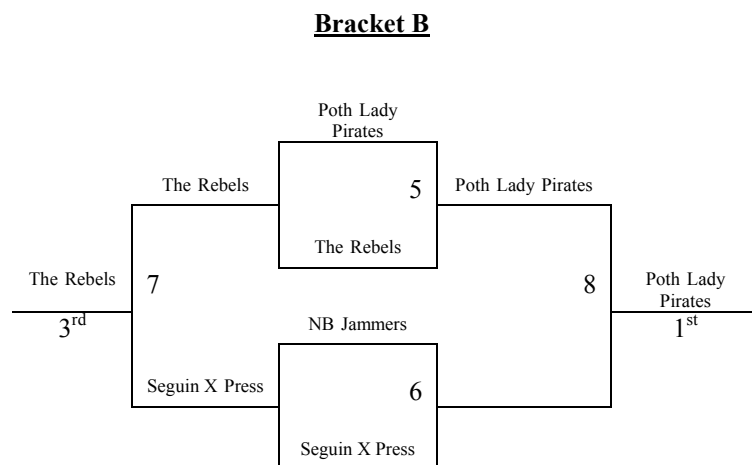 Bracket B
Poth Lady
Pirates
The Rebels
5
Poth Lady Pirates
The Rebels
The Rebels
7
8
Poth Lady
Pirates
3rd
1st
NB Jammers
Seguin X Press
6
Seguin X Press